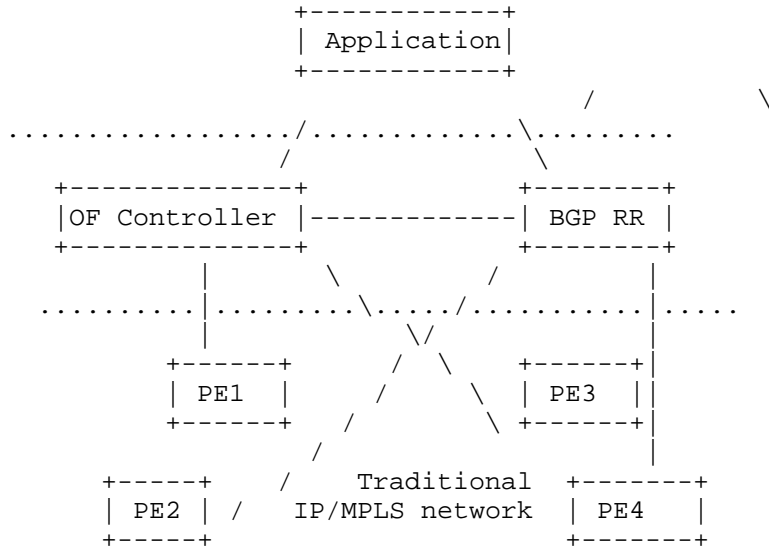 Application
OF Controller BGP RR
PE1 PE3
Traditional
PE2 IP/MPLS network PE4